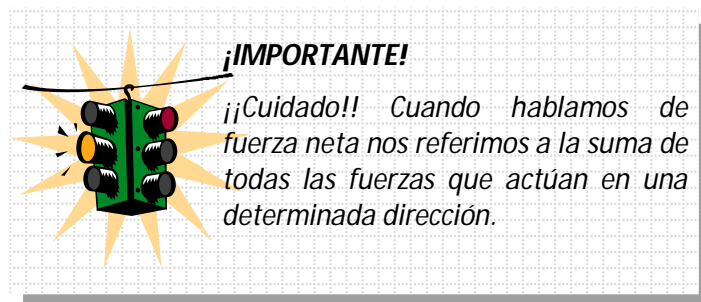 ¡IMPORTANTE!
¡¡Cuidado!! Cuando hablamos de
fuerza neta nos referimos a la suma de
todas las fuerzas que actúan en una
determinada dirección.